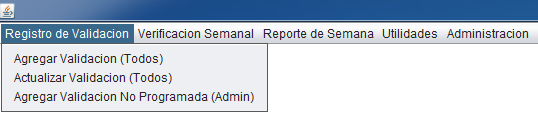 Registro de Validacion Verificacion Semanal Reporte de Semana Utilidades Administracion
Agregar Validacion (Todos)
Actualizar Validacion (Todos)
Agregar Validacion No Programada (Admin)